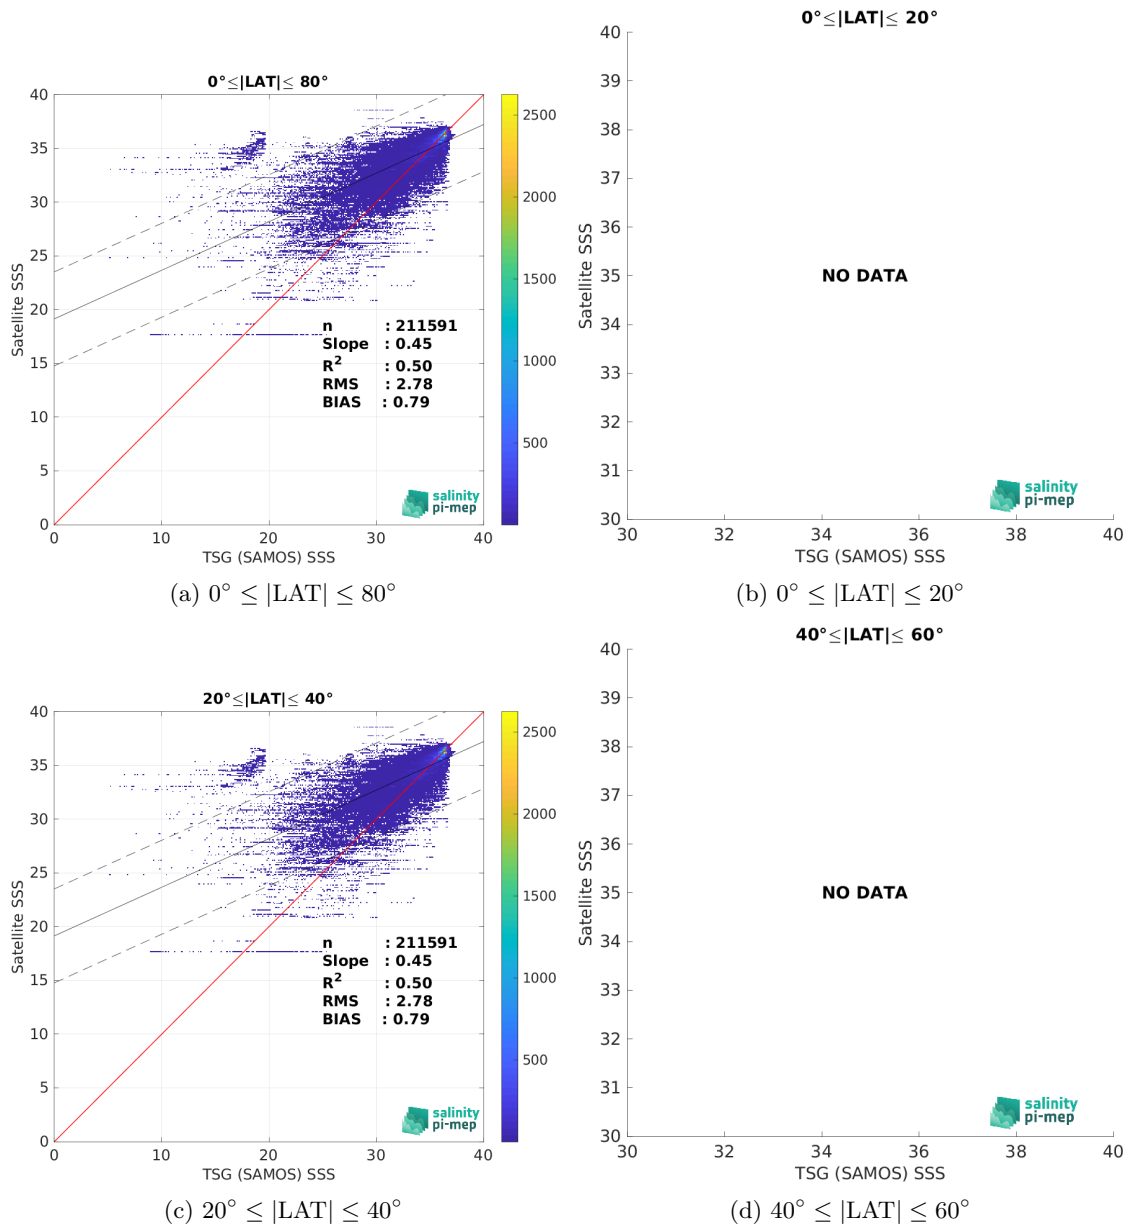 0°≤|LAT|≤ 80°
40
35
30
25
20
15
10
5
0
Satellite SSS
n : 211591
Slope : 0.45
R² : 0.50
RMS : 2.78
BIAS : 0.79
salinity
pi-mep
0 10 20 30 40
TSG (SAMOS) SSS
2500
2000
1500
1000
500
(a) 0° ≤ |LAT| ≤ 80°
0°≤|LAT|≤ 20°
40
39
38
37
36
35
34
33
32
31
30
Satellite SSS
NO DATA
salinity
pi-mep
30 32 34 36 38 40
TSG (SAMOS) SSS
(b) 0° ≤ |LAT| ≤ 20°
20°≤|LAT|≤ 40°
40
35
30
25
20
15
10
5
0
Satellite SSS
n : 211591
Slope : 0.45
R² : 0.50
RMS : 2.78
BIAS : 0.79
salinity
pi-mep
0 10 20 30 40
TSG (SAMOS) SSS
2500
2000
1500
1000
500
(c) 20° ≤ |LAT| ≤ 40°
40°≤|LAT|≤ 60°
40
39
38
37
36
35
34
33
32
31
30
Satellite SSS
NO DATA
salinity
pi-mep
30 32 34 36 38 40
TSG (SAMOS) SSS
(d) 40° ≤ |LAT| ≤ 60°